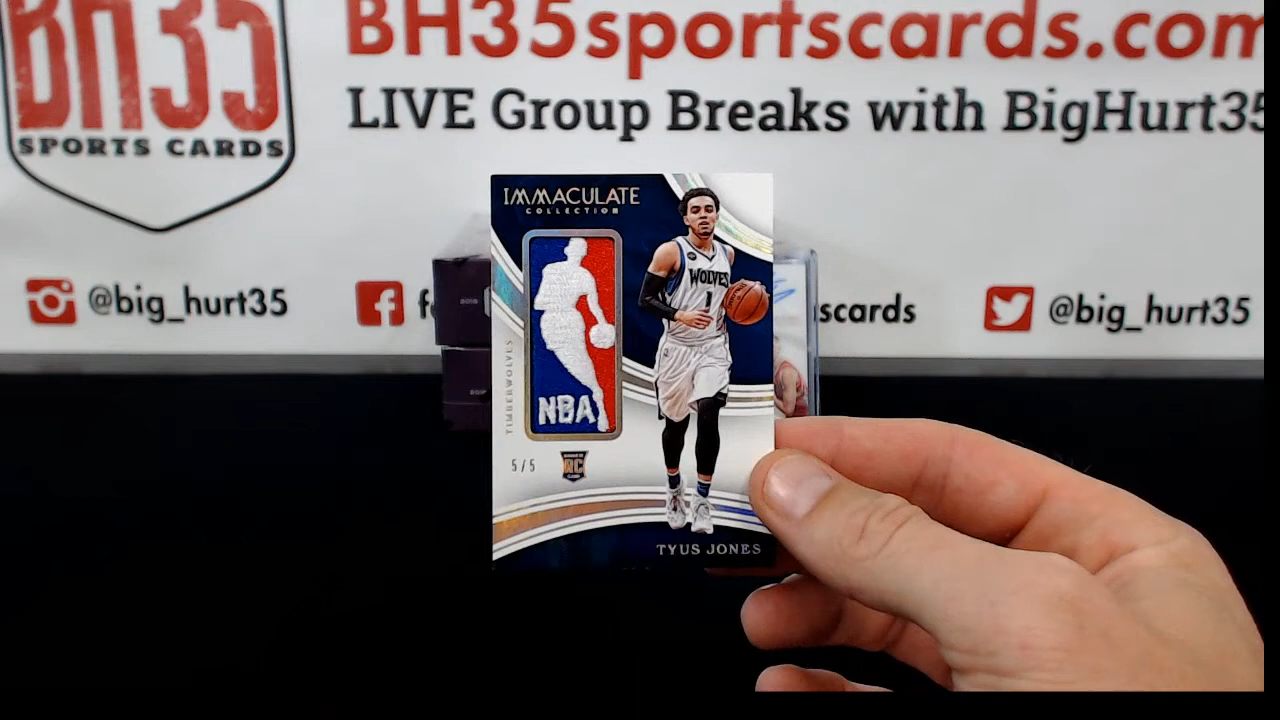 BH35
SPORTS CARDS
BH35sportscards.com
LIVE Group Breaks with BigHurt35
@big_hurt35
f
scards
@big_hurt35
IMMACULATE
COLLECTION
TIMBERWOLVES
NBA
WOLVES
1
5/5
RC
TYUS JONES